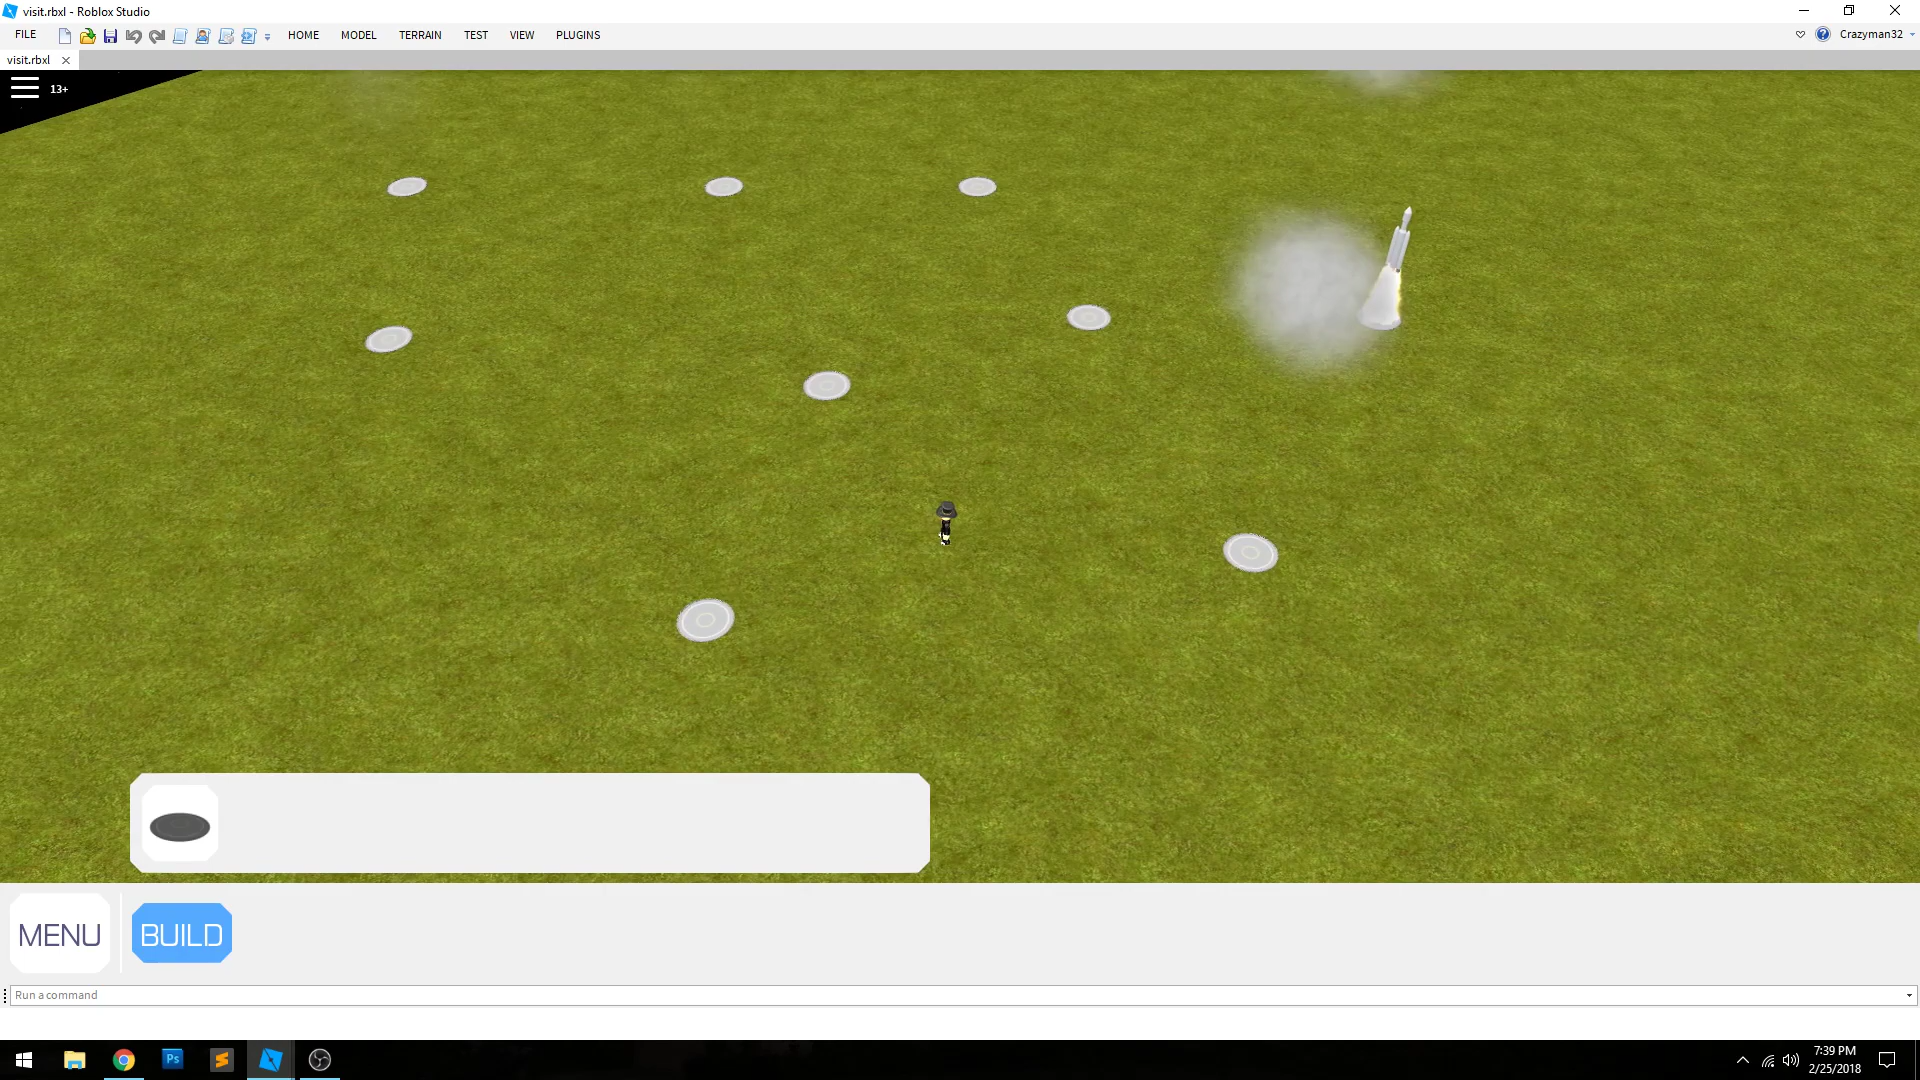 visit.rbxl - Roblox Studio
FILE HOME MODEL TERRAIN TEST VIEW PLUGINS Crazyman32
visit.rbxl
13+
MENU BUILD
Run a command
Ps
7:39 PM
2/25/2018